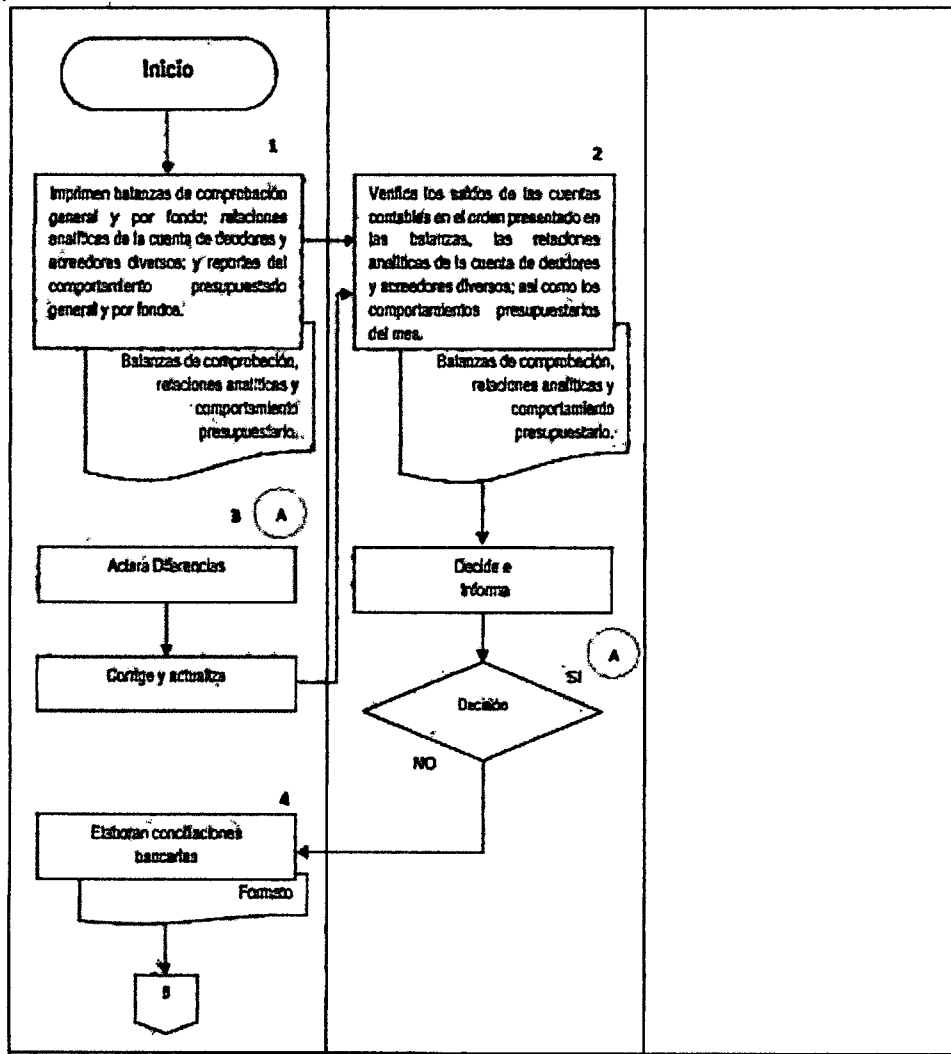 Inicio
1
Imprimen balanzas de comprobación
general y por fondo; relaciones
analíticas de la cuenta de deudores y
acreedores diversos; y reportes del
comportamiento presupuestado
general y por fondos.
Balanzas de comprobación,
relaciones analíticas y
comportamiento
presupuestario.
2
Verifica los saldos de las cuentas
contables en el orden presentado en
las balanzas, las relaciones
analíticas de la cuenta de deudores
y acreedores diversos; así como los
comportamientos presupuestarios
del mes.
Balanzas de comprobación,
relaciones analíticas y
comportamiento
presupuestario.
3 A
Aclara Diferencias
Corrige y actualiza
Decide e
Informa
A
SI
Decisión
NO
4
Elaboran conciliaciones
bancarias
Formato